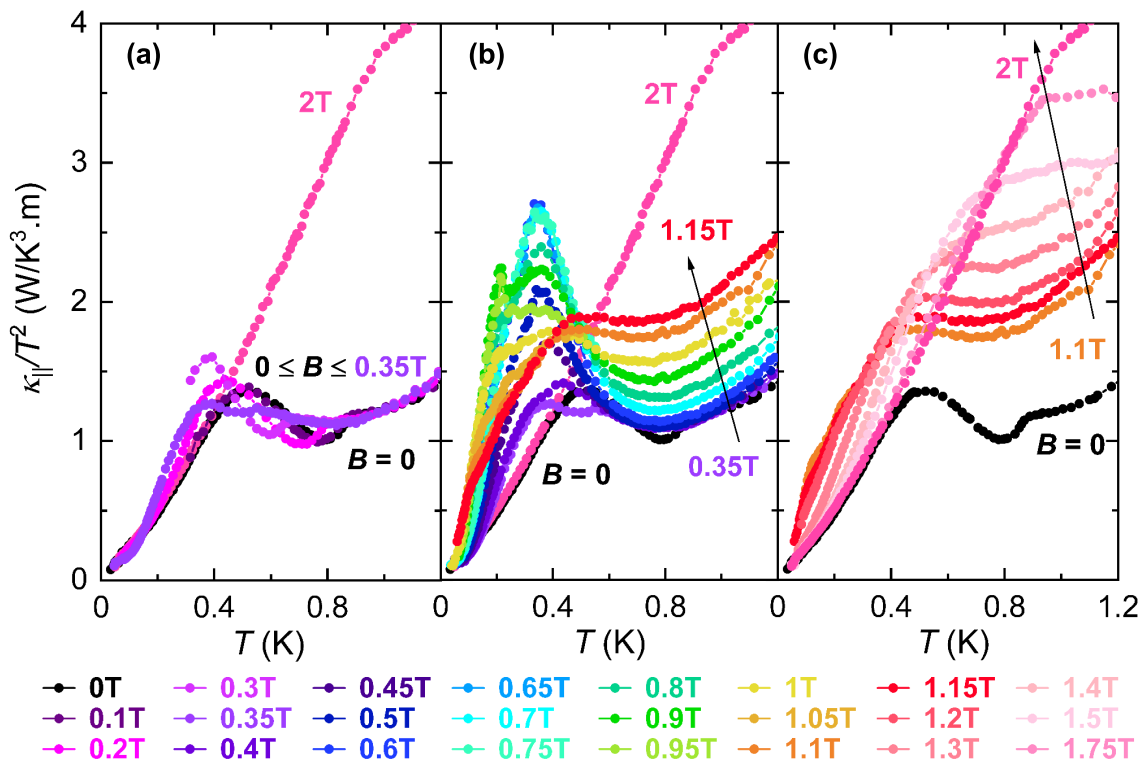 4
3
2
1
0
κ||/T² (W/K³.m)
(a)
2T
0 ≤ B ≤ 0.35T
B = 0
(b)
2T
1.15T
0.35T
B = 0
(c)
2T
1.1T
B = 0
0 0.4 0.8 0 0.4 0.8 0 0.4 0.8 1.2
T (K) T (K) T (K)
0T 0.3T 0.45T 0.65T 0.8T 1T 1.15T 1.4T
0.1T 0.35T 0.5T 0.7T 0.9T 1.05T 1.2T 1.5T
0.2T 0.4T 0.6T 0.75T 0.95T 1.1T 1.3T 1.75T